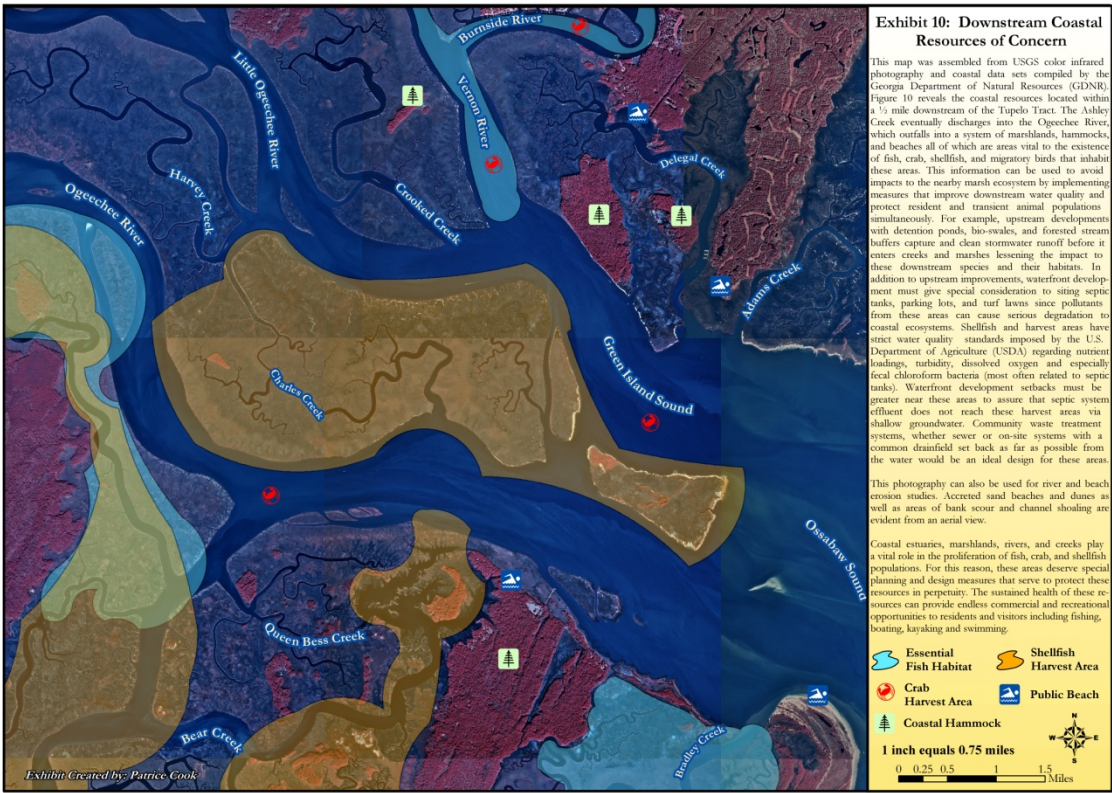 Burnside River
Little Ogeechee River
Vernon River
Delegal Creek
Harvey Creek
Ogeechee River
Crooked Creek
Adams Creek
Green Island Sound
Charles Creek
Ossabaw Sound
Queen Bess Creek
Bear Creek
Bradley Creek
Exhibit Created by: Patrice Cook
Exhibit 10: Downstream Coastal
Resources of Concern
This map was assembled from USGS color infrared
photography and coastal data sets compiled by the
Georgia Department of Natural Resources (GDNR).
Figure 10 reveals the coastal resources located within
a ½ mile downstream of the Tupelo Tract. The Ashley
Creek eventually discharges into the Ogeechee River,
which outfalls into a system of marshlands, hammocks,
and beaches all of which are areas vital to the existence
of fish, crab, shellfish, and migratory birds that inhabit
these areas. This information can be used to avoid
impacts to the nearby marsh ecosystem by implementing
measures that improve downstream water quality and
protect resident and transient animal populations
simultaneously. For example, upstream developments
with detention ponds, bio-swales, and forested stream
buffers capture and clean stormwater runoff before it
enters creeks and marshes lessening the impact to
these downstream species and their habitats. In
addition to upstream improvements, waterfront develop-
ment must give special consideration to siting septic
tanks, parking lots, and turf lawns since pollutants
from these areas can cause serious degradation to
coastal ecosystems. Shellfish and harvest areas have
strict water quality standards imposed by the U.S.
Department of Agriculture (USDA) regarding nutrient
loadings, turbidity, dissolved oxygen and especially
fecal chloroform bacteria (most often related to septic
tanks). Waterfront development setbacks must be
greater near these areas to assure that septic system
effluent does not reach these harvest areas via
shallow groundwater. Community waste treatment
systems, whether sewer or on-site systems with a
common drainfield set back as far as possible from
the water would be an ideal design for these areas.
This photography can also be used for river and beach
erosion studies. Accreted sand beaches and dunes as
well as areas of bank scour and channel shoaling are
evident from an aerial view.
Coastal estuaries, marshlands, rivers, and creeks play
a vital role in the proliferation of fish, crab, and shellfish
populations. For this reason, these areas deserve special
planning and design measures that serve to protect these
resources in perpetuity. The sustained health of these re-
sources can provide endless commercial and recreational
opportunities to residents and visitors including fishing,
boating, kayaking and swimming.
Essential
Fish Habitat
Shellfish
Harvest Area
Crab
Harvest Area
Public Beach
Coastal Hammock
N
W E
S
1 inch equals 0.75 miles
0 0.25 0.5 1 1.5
Miles